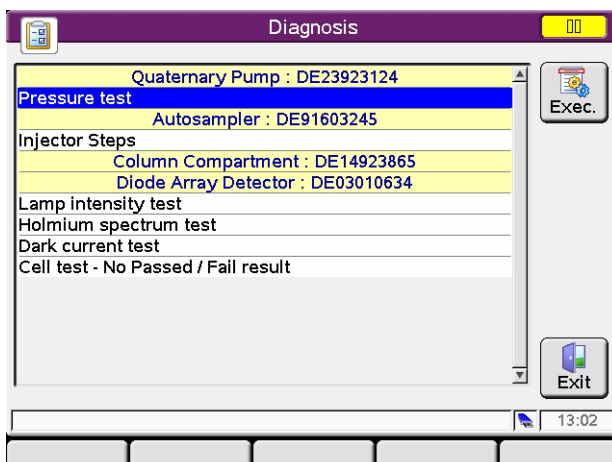 Diagnosis
Quaternary Pump : DE23923124
Pressure test
Autosampler : DE91603245
Injector Steps
Column Compartment : DE14923865
Diode Array Detector : DE03010634
Lamp intensity test
Holmium spectrum test
Dark current test
Cell test - No Passed / Fail result
Exec.
Exit
13:02